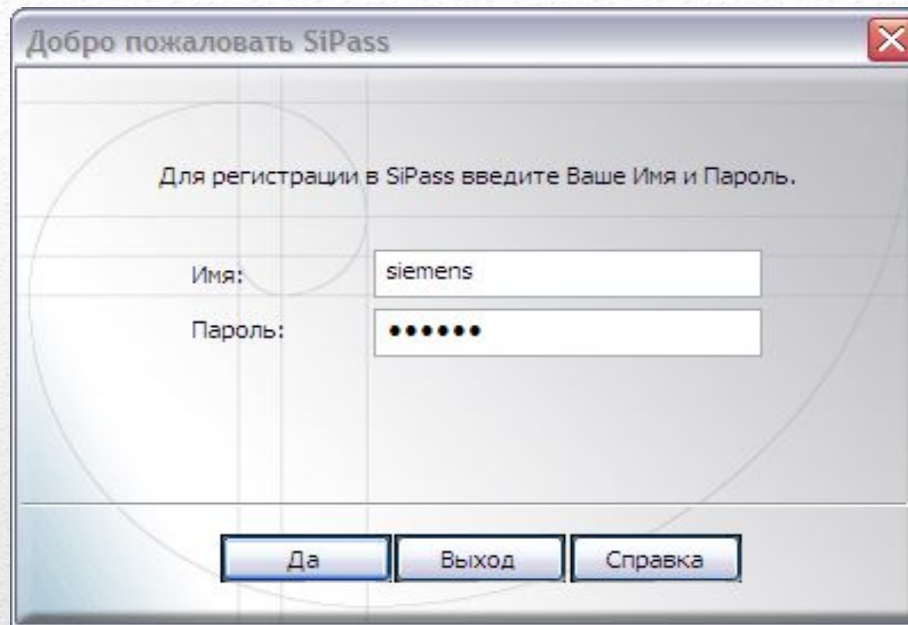 Добро пожаловать SiPass
Для регистрации в SiPass введите Ваше Имя и Пароль.
Имя: siemens
Пароль: ●●●●●●
Да Выход Справка